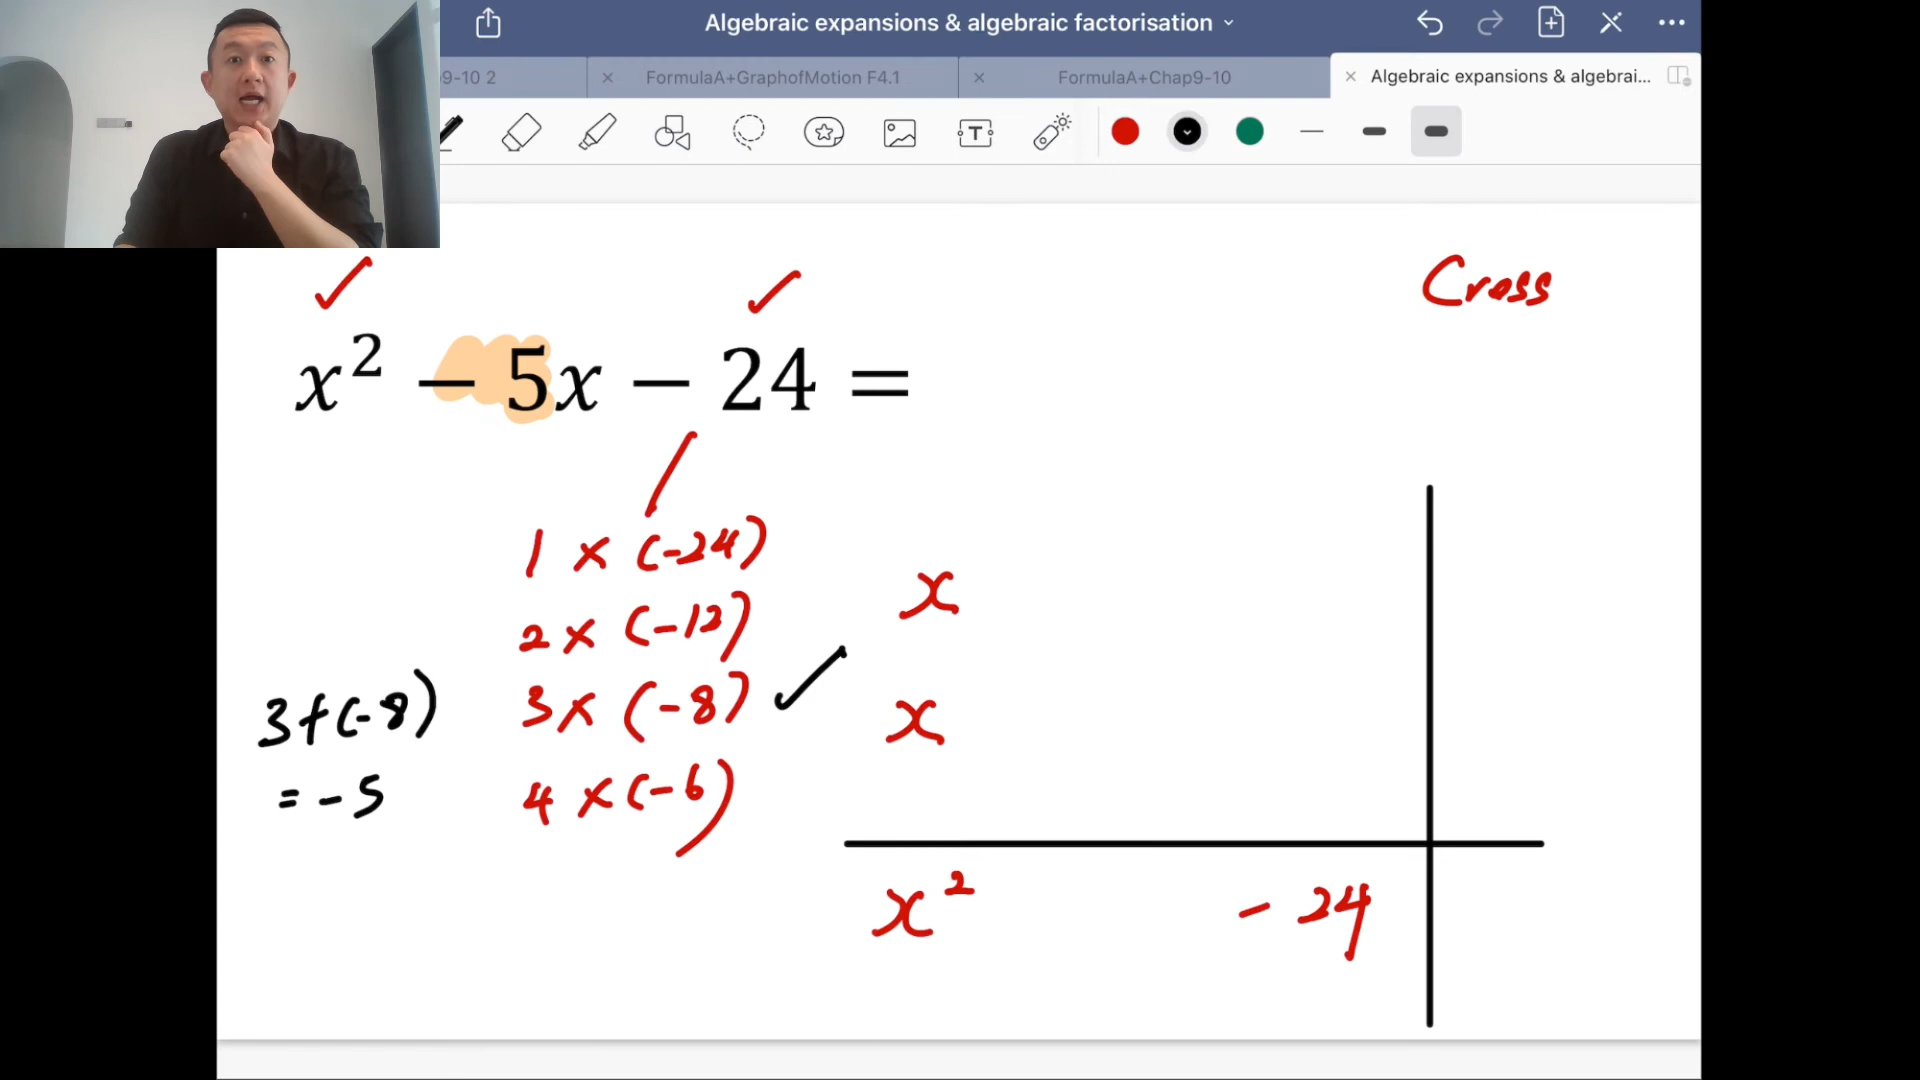 Algebraic expansions & algebraic factorisation
9-10 2
FormulaA+GraphofMotion F4.1
FormulaA+Chap9-10
Algebraic expansions & algebrai...
Cross
x² − 5x − 24 =
1 × (-24)
2 × (-12)
3 × (-8)
4 × (-6)
3+(-8)
= -5
x
x
x² - 24